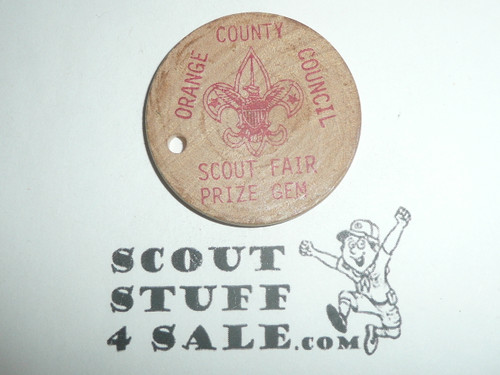 ORANGE COUNTY COUNCIL
SCOUT FAIR
PRIZE GEM
SCOUT
STUFF
4 SALE.COM